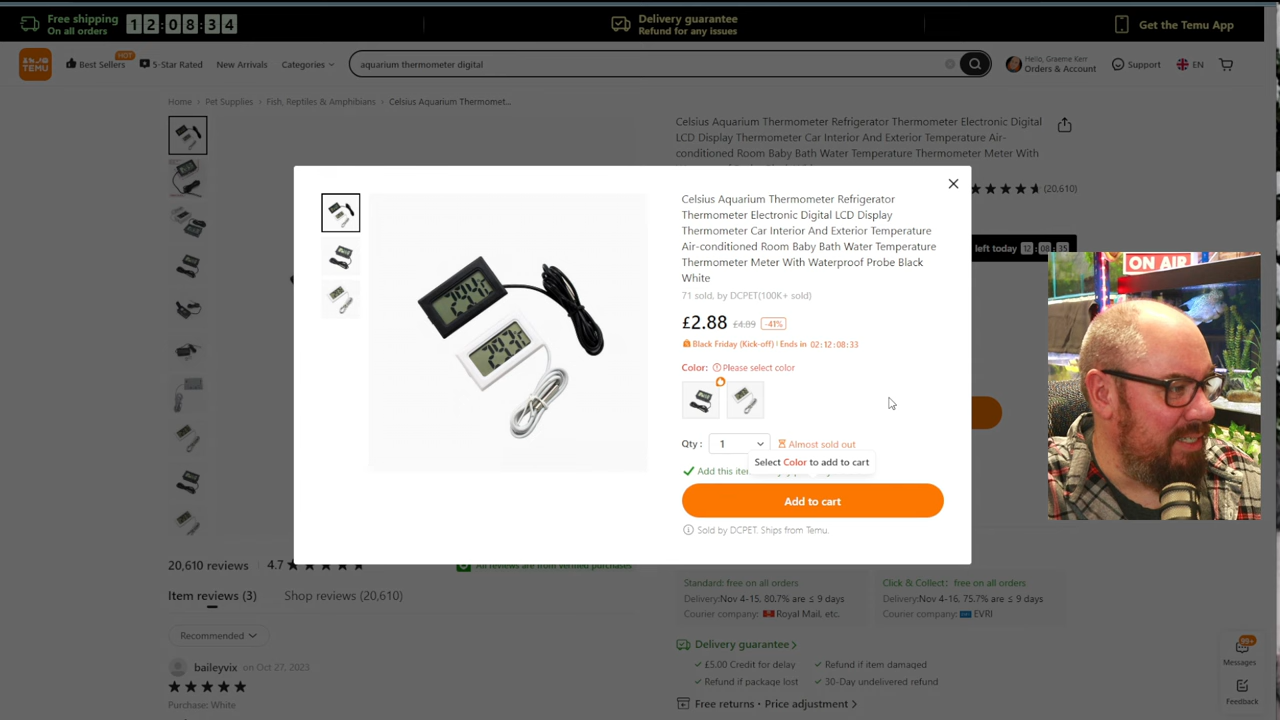 Free shipping
On all orders
12:08:34
Delivery guarantee
Refund for any issues
Get the Temu App
TEMU
Best Sellers
HOT
5-Star Rated
New Arrivals
Categories
aquarium thermometer digital
Hello, Graeme Kerr
Orders & Account
Support
EN
Home › Pet Supplies › Fish, Reptiles & Amphibians › Celsius Aquarium Thermomet...
Celsius Aquarium Thermometer Refrigerator Thermometer Electronic Digital
LCD Display Thermometer Car Interior And Exterior Temperature Air-
conditioned Room Baby Bath Water Temperature Thermometer Meter With
(20,610)
left today 12:08:35
ON AIR
Celsius Aquarium Thermometer Refrigerator
Thermometer Electronic Digital LCD Display
Thermometer Car Interior And Exterior Temperature
Air-conditioned Room Baby Bath Water Temperature
Thermometer Meter With Waterproof Probe Black
White
71 sold, by DCPET(100K+ sold)
£2.88 £4.89 -41%
Black Friday (Kick-off) | Ends in 02:12:08:33
Color: Please select color
Qty : 1 Almost sold out
Select Color to add to cart
Add this ite
Add to cart
Sold by DCPET. Ships from Temu.
20,610 reviews 4.7
All reviews are from verified purchases
Item reviews (3) Shop reviews (20,610)
Recommended
baileyvix on Oct 27, 2023
Purchase: White
Standard: free on all orders
Delivery:Nov 4-15. 80.7% are ≤ 9 days
Courier company: Royal Mail, etc.
Click & Collect: free on all orders
Delivery:Nov 4-16, 75.7% are ≤ 9 days
Courier company: EVRI
Delivery guarantee >
✓ £5.00 Credit for delay ✓ Refund if item damaged
✓ Refund if package lost ✓ 30-Day undelivered refund
Free returns · Price adjustment >
99+
Messages
Feedback